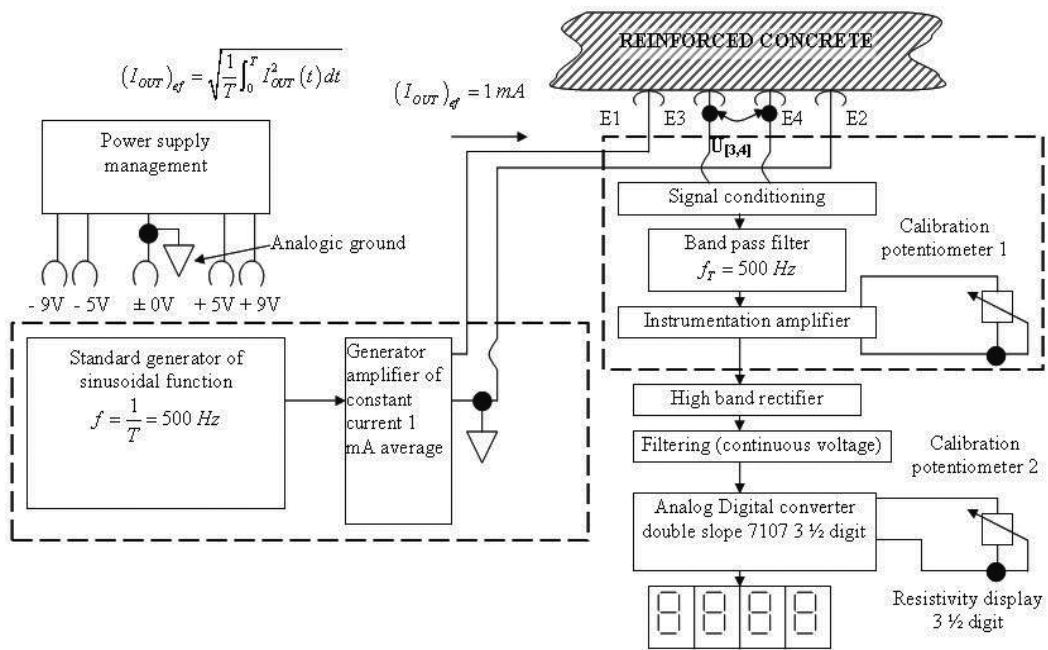 REINFORCED CONCRETE
(I_OUT)_ef = √(1/T ∫_0^T I²_OUT (t) dt)
(I_OUT)_ef = 1 mA
E1 E3 E4 E2
U[3,4]
Power supply
management
Analogic ground
- 9V - 5V ± 0V + 5V + 9V
Signal conditioning
Band pass filter
f_T = 500 Hz
Instrumentation amplifier
Calibration
potentiometer 1
Standard generator of
sinusoidal function
f = 1/T = 500 Hz
Generator
amplifier of
constant
current 1
mA average
High band rectifier
Filtering (continuous voltage)
Calibration
potentiometer 2
Analog Digital converter
double slope 7107 3 ½ digit
8 8 8 8
Resistivity display
3 ½ digit